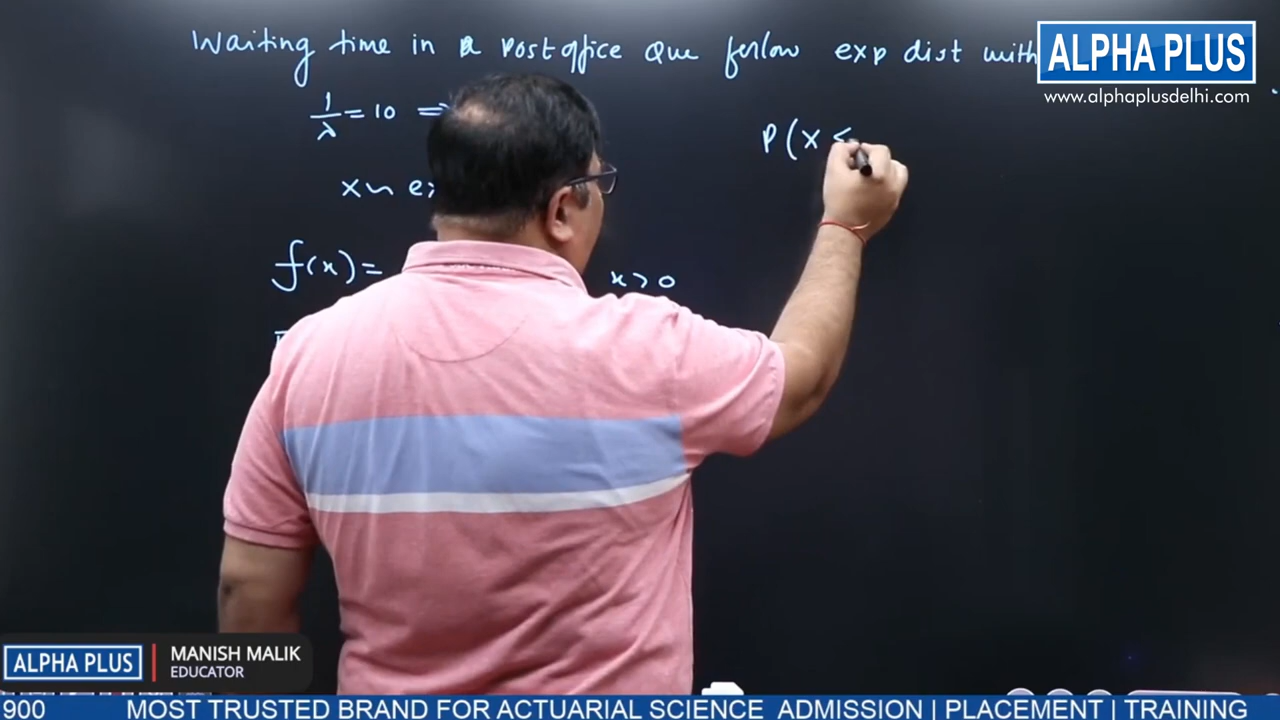 Waiting time in a Post office Que follow exp dist with
ALPHA PLUS
www.alphaplusdelhi.com
1/λ = 10 ⇒
P(X <
X ~ ex
f(x) = x > 0
ALPHA PLUS
MANISH MALIK
EDUCATOR
900 MOST TRUSTED BRAND FOR ACTUARIAL SCIENCE ADMISSION | PLACEMENT | TRAINING